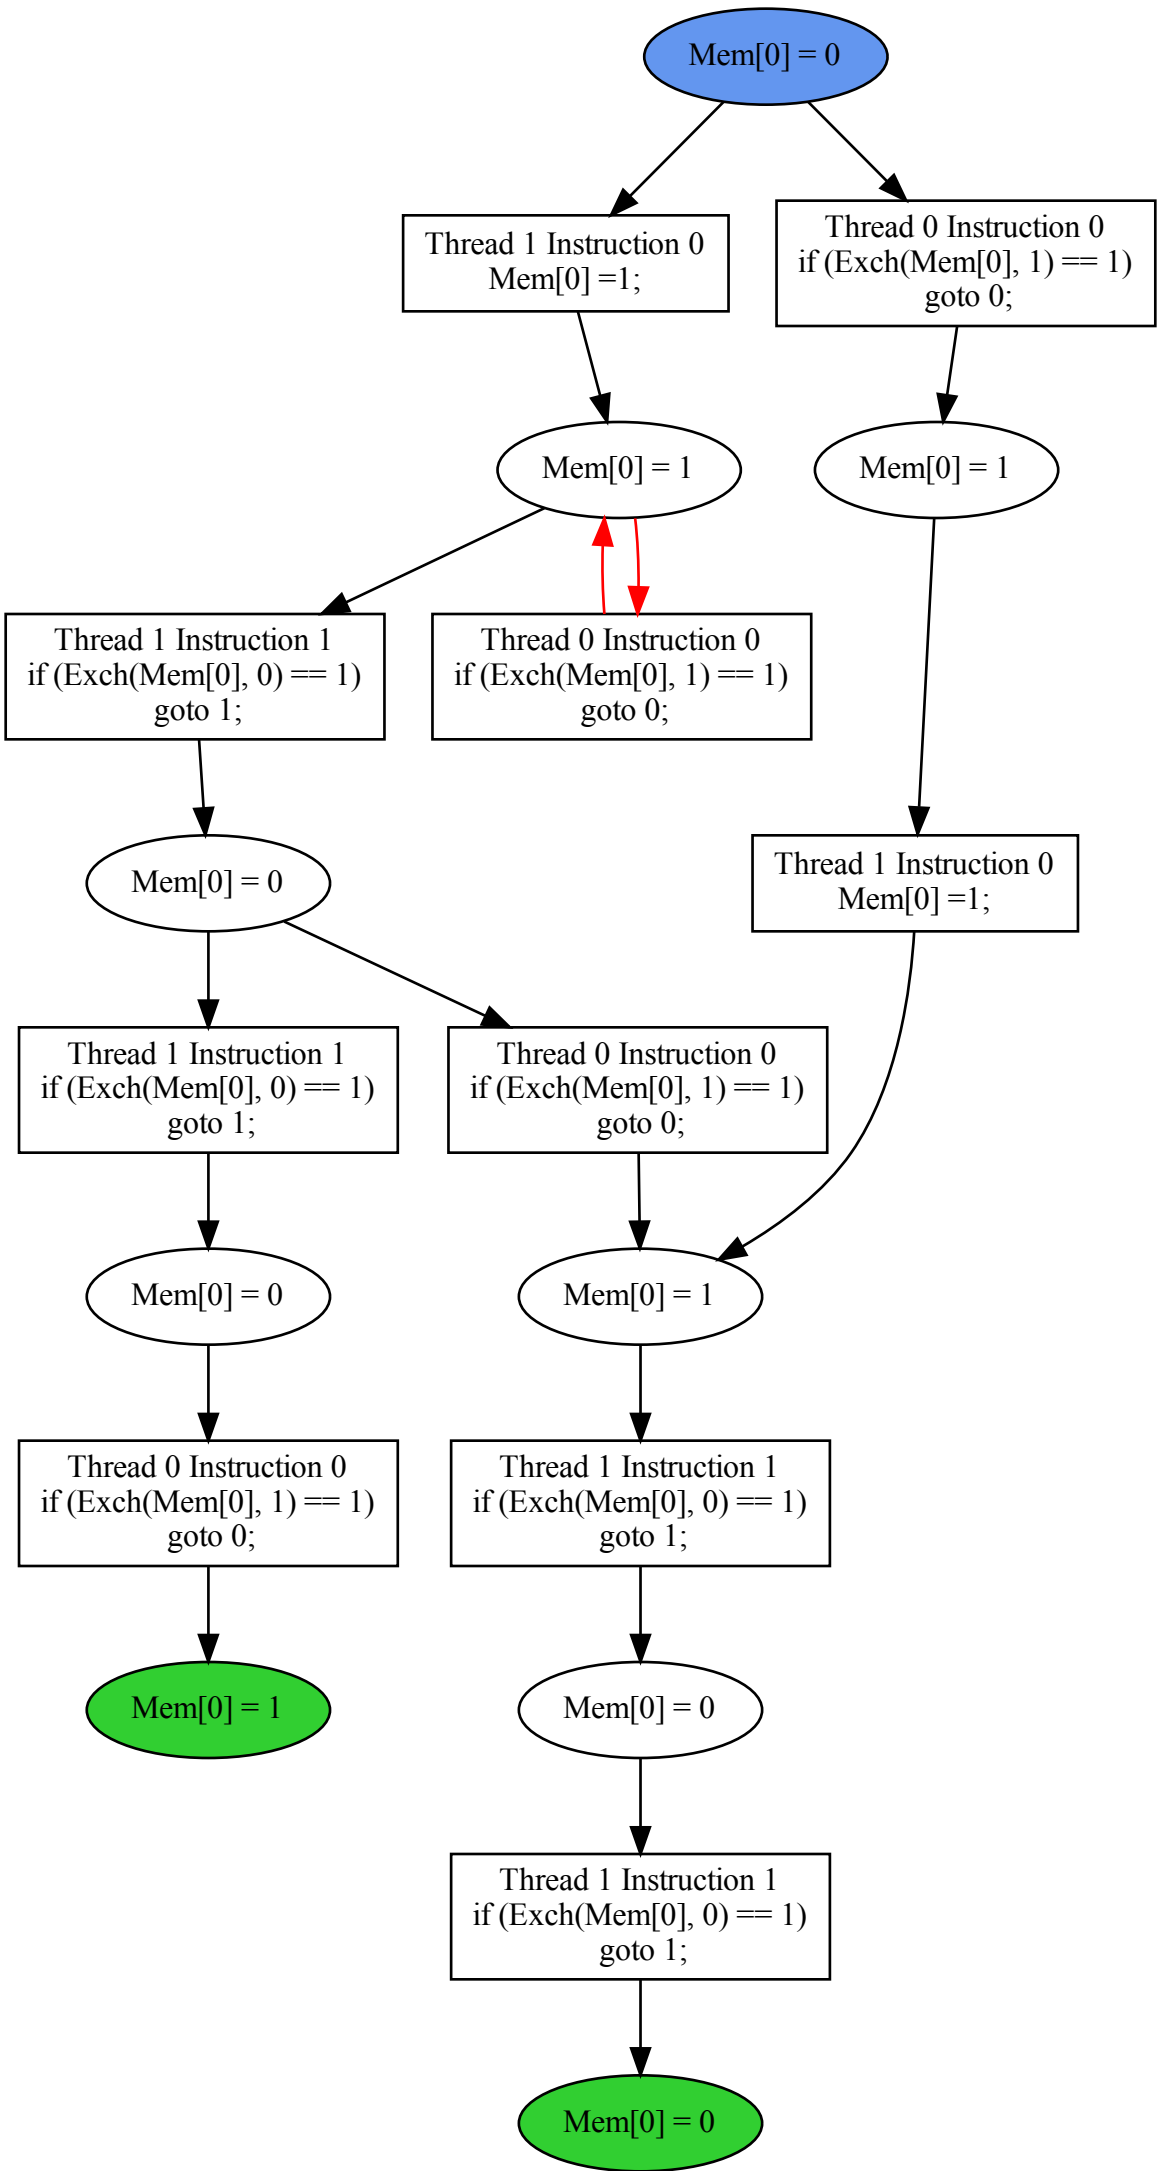 Mem[0] = 0
Thread 1 Instruction 0
Mem[0] =1;
Thread 0 Instruction 0
if (Exch(Mem[0], 1) == 1)
goto 0;
Mem[0] = 1
Mem[0] = 1
Thread 1 Instruction 1
if (Exch(Mem[0], 0) == 1)
goto 1;
Thread 0 Instruction 0
if (Exch(Mem[0], 1) == 1)
goto 0;
Mem[0] = 0
Thread 1 Instruction 0
Mem[0] =1;
Thread 1 Instruction 1
if (Exch(Mem[0], 0) == 1)
goto 1;
Thread 0 Instruction 0
if (Exch(Mem[0], 1) == 1)
goto 0;
Mem[0] = 0
Mem[0] = 1
Thread 0 Instruction 0
if (Exch(Mem[0], 1) == 1)
goto 0;
Thread 1 Instruction 1
if (Exch(Mem[0], 0) == 1)
goto 1;
Mem[0] = 1
Mem[0] = 0
Thread 1 Instruction 1
if (Exch(Mem[0], 0) == 1)
goto 1;
Mem[0] = 0